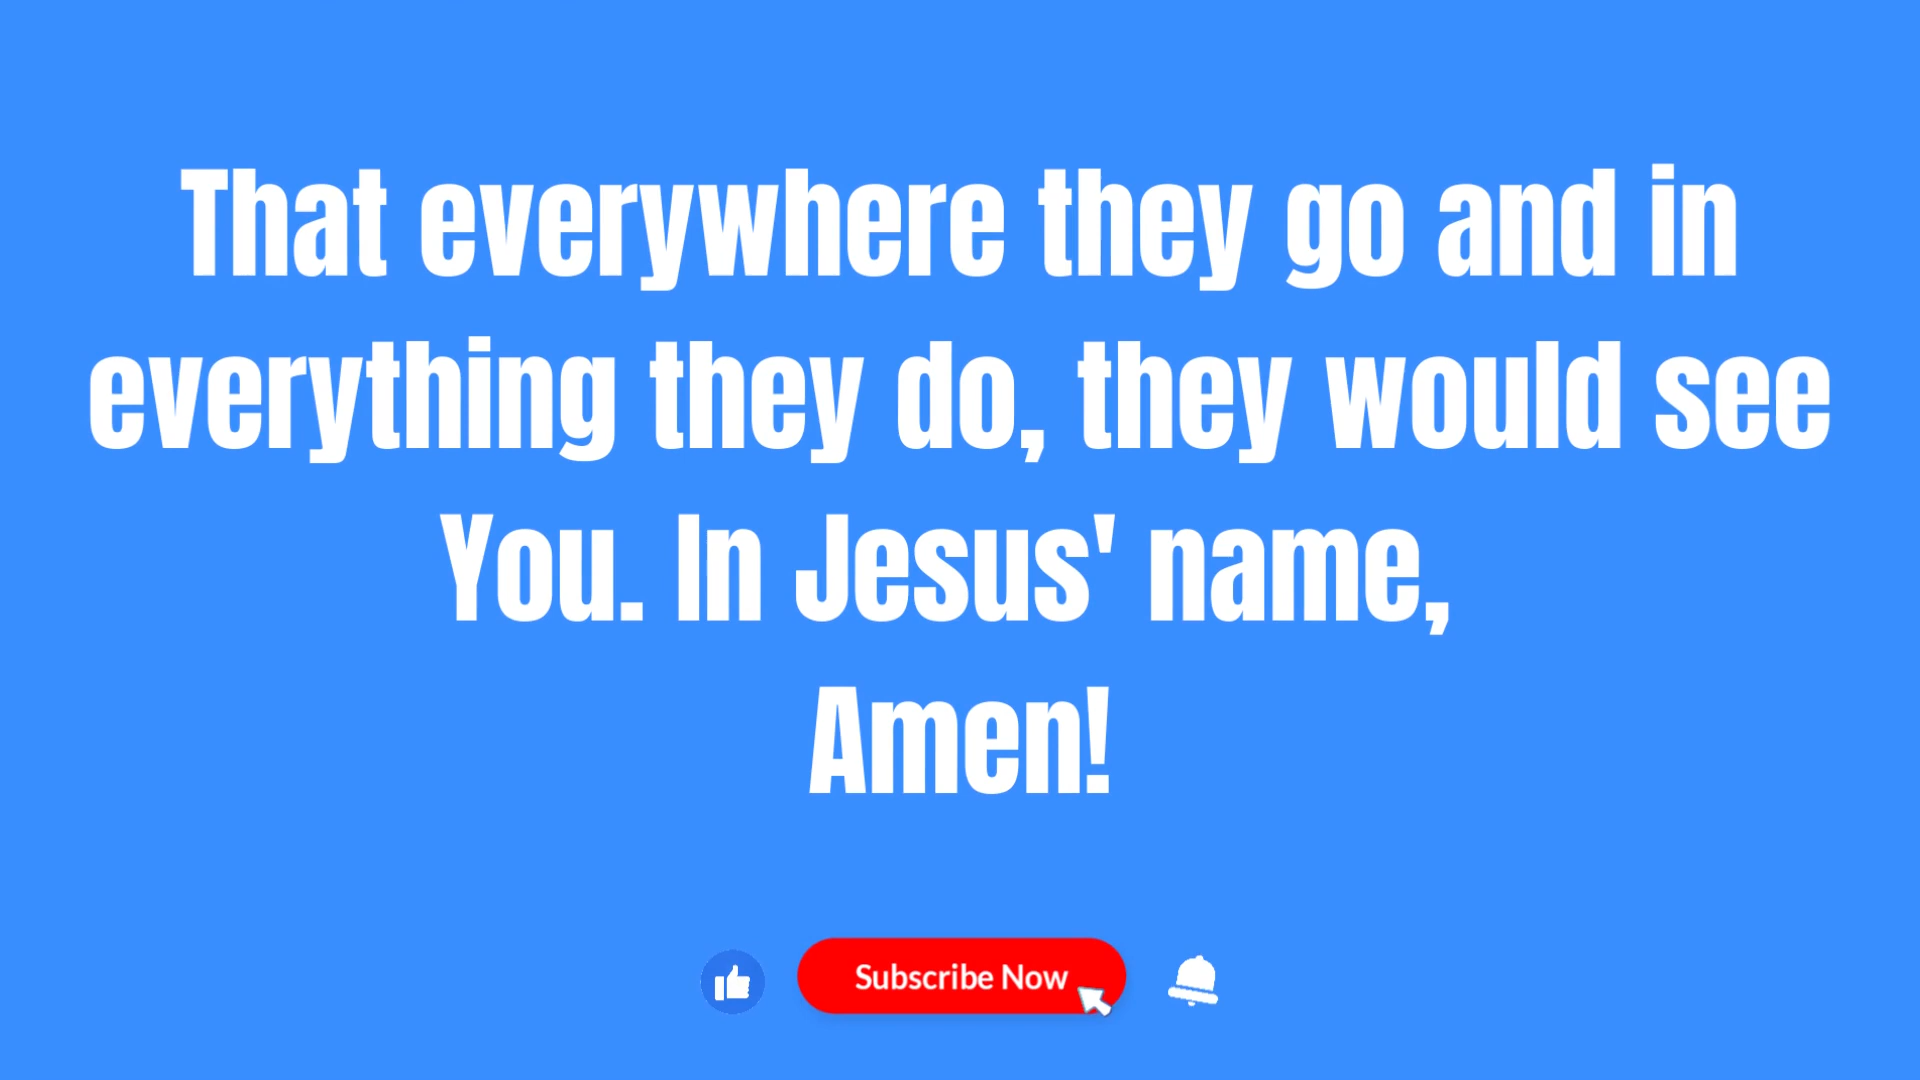 That everywhere they go and in
everything they do, they would see
You. In Jesus' name,
Amen!
Subscribe Now